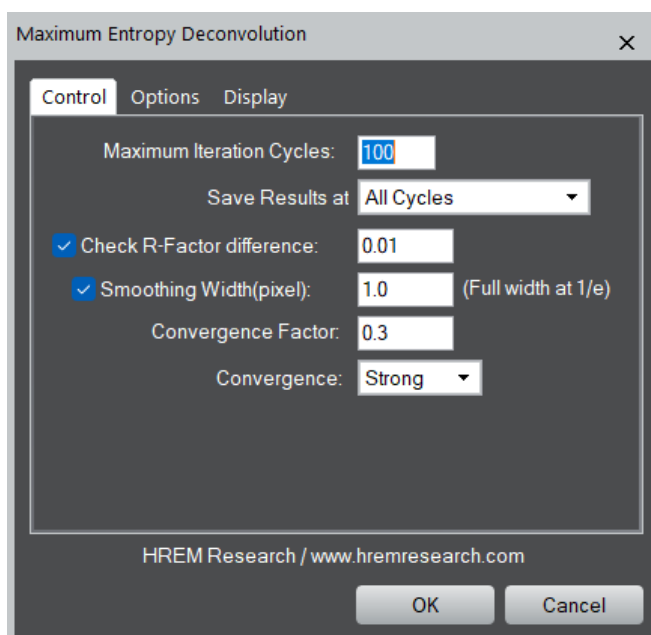 Maximum Entropy Deconvolution
Control Options Display
Maximum Iteration Cycles: 100
Save Results at All Cycles
Check R-Factor difference: 0.01
Smoothing Width(pixel): 1.0 (Full width at 1/e)
Convergence Factor: 0.3
Convergence: Strong
HREM Research / www.hremresearch.com
OK Cancel